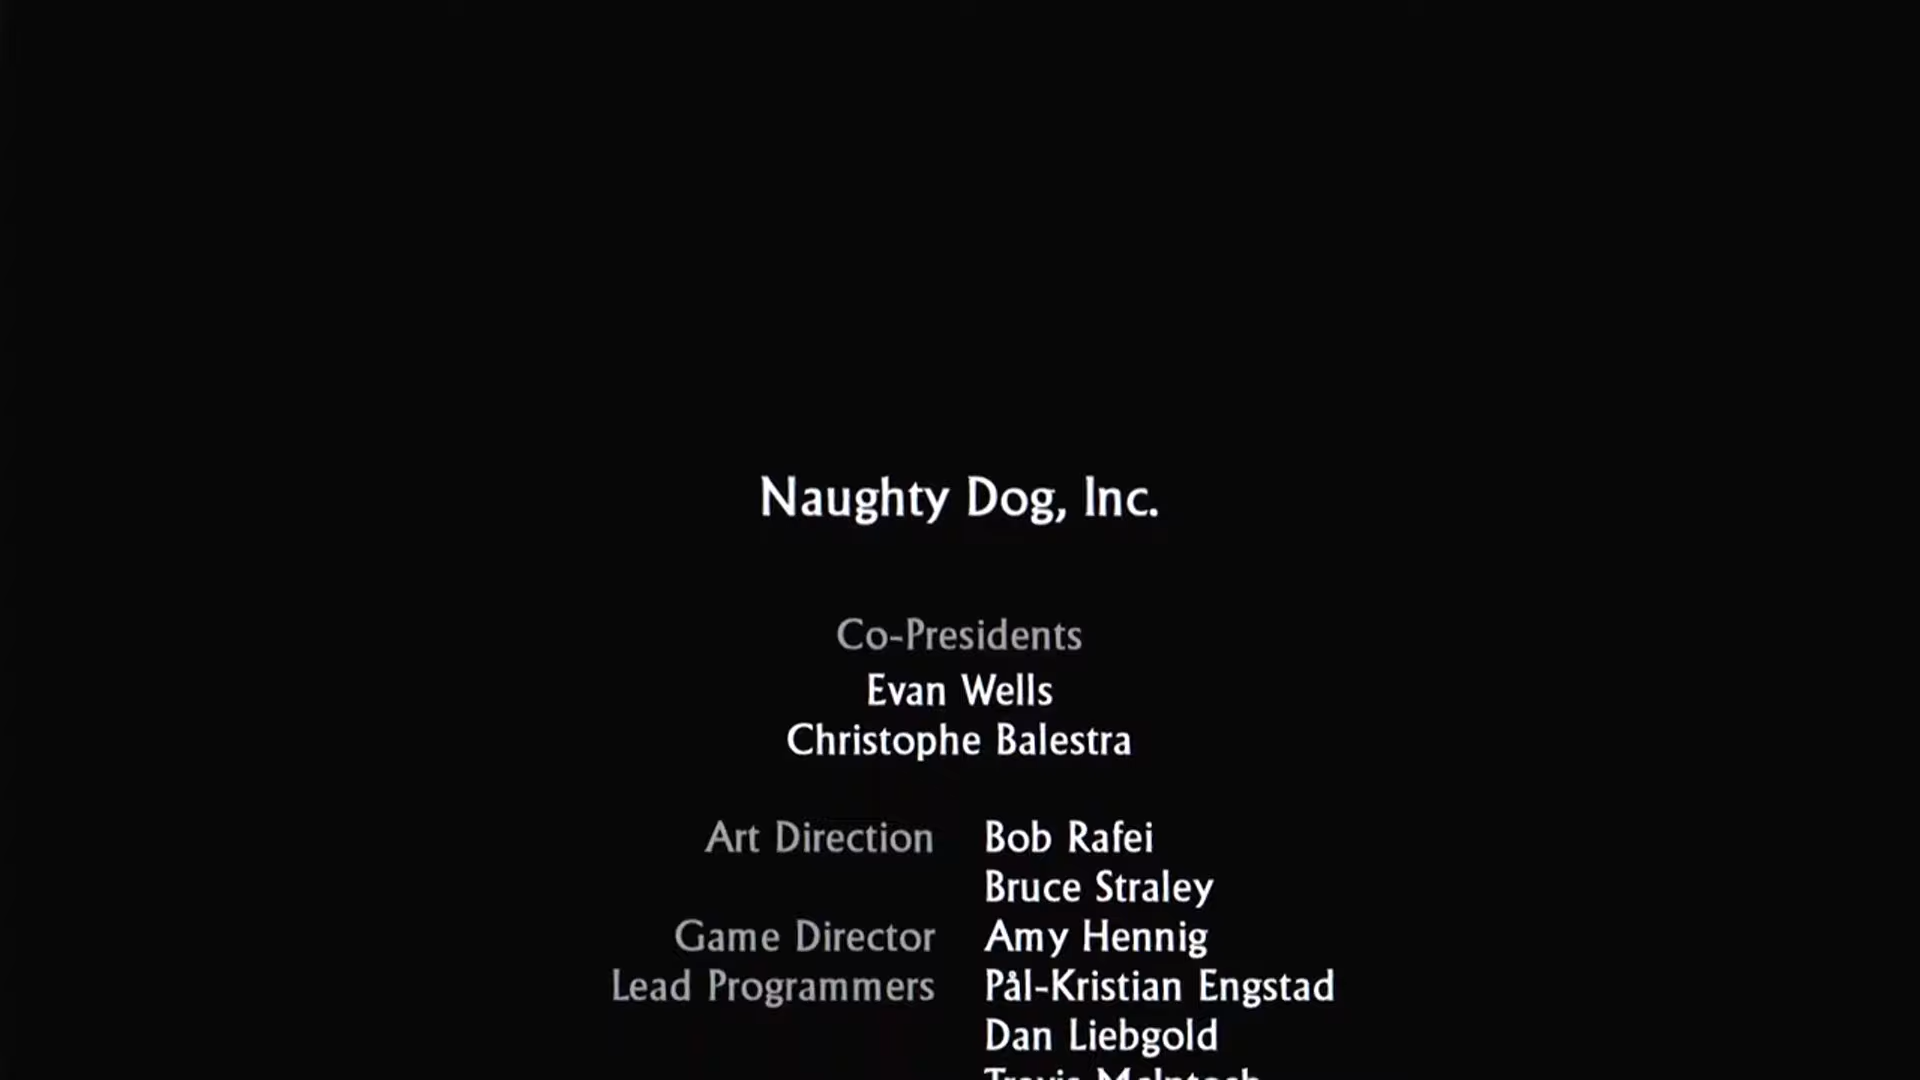 Naughty Dog, Inc.
Co-Presidents
Evan Wells
Christophe Balestra
Art Direction Bob Rafei
Bruce Straley
Game Director Amy Hennig
Lead Programmers Pål-Kristian Engstad
Dan Liebgold